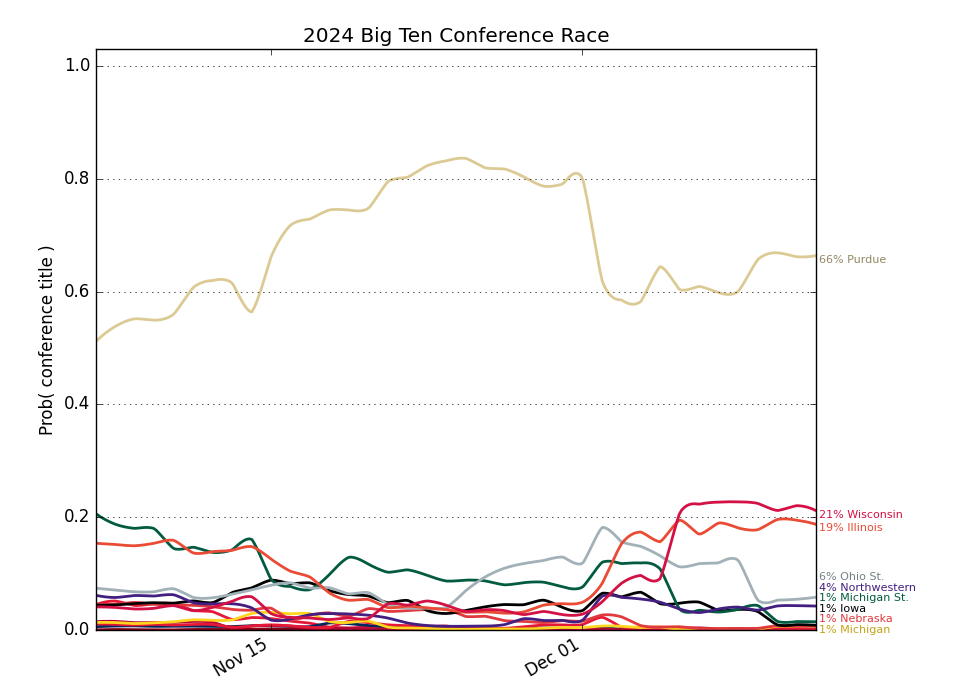 2024 Big Ten Conference Race
Prob( conference title )
1.0
0.8
0.6
0.4
0.2
0.0
Nov 15
Dec 01
66% Purdue
21% Wisconsin
19% Illinois
6% Ohio St.
4% Northwestern
1% Michigan St.
1% Iowa
1% Nebraska
1% Michigan